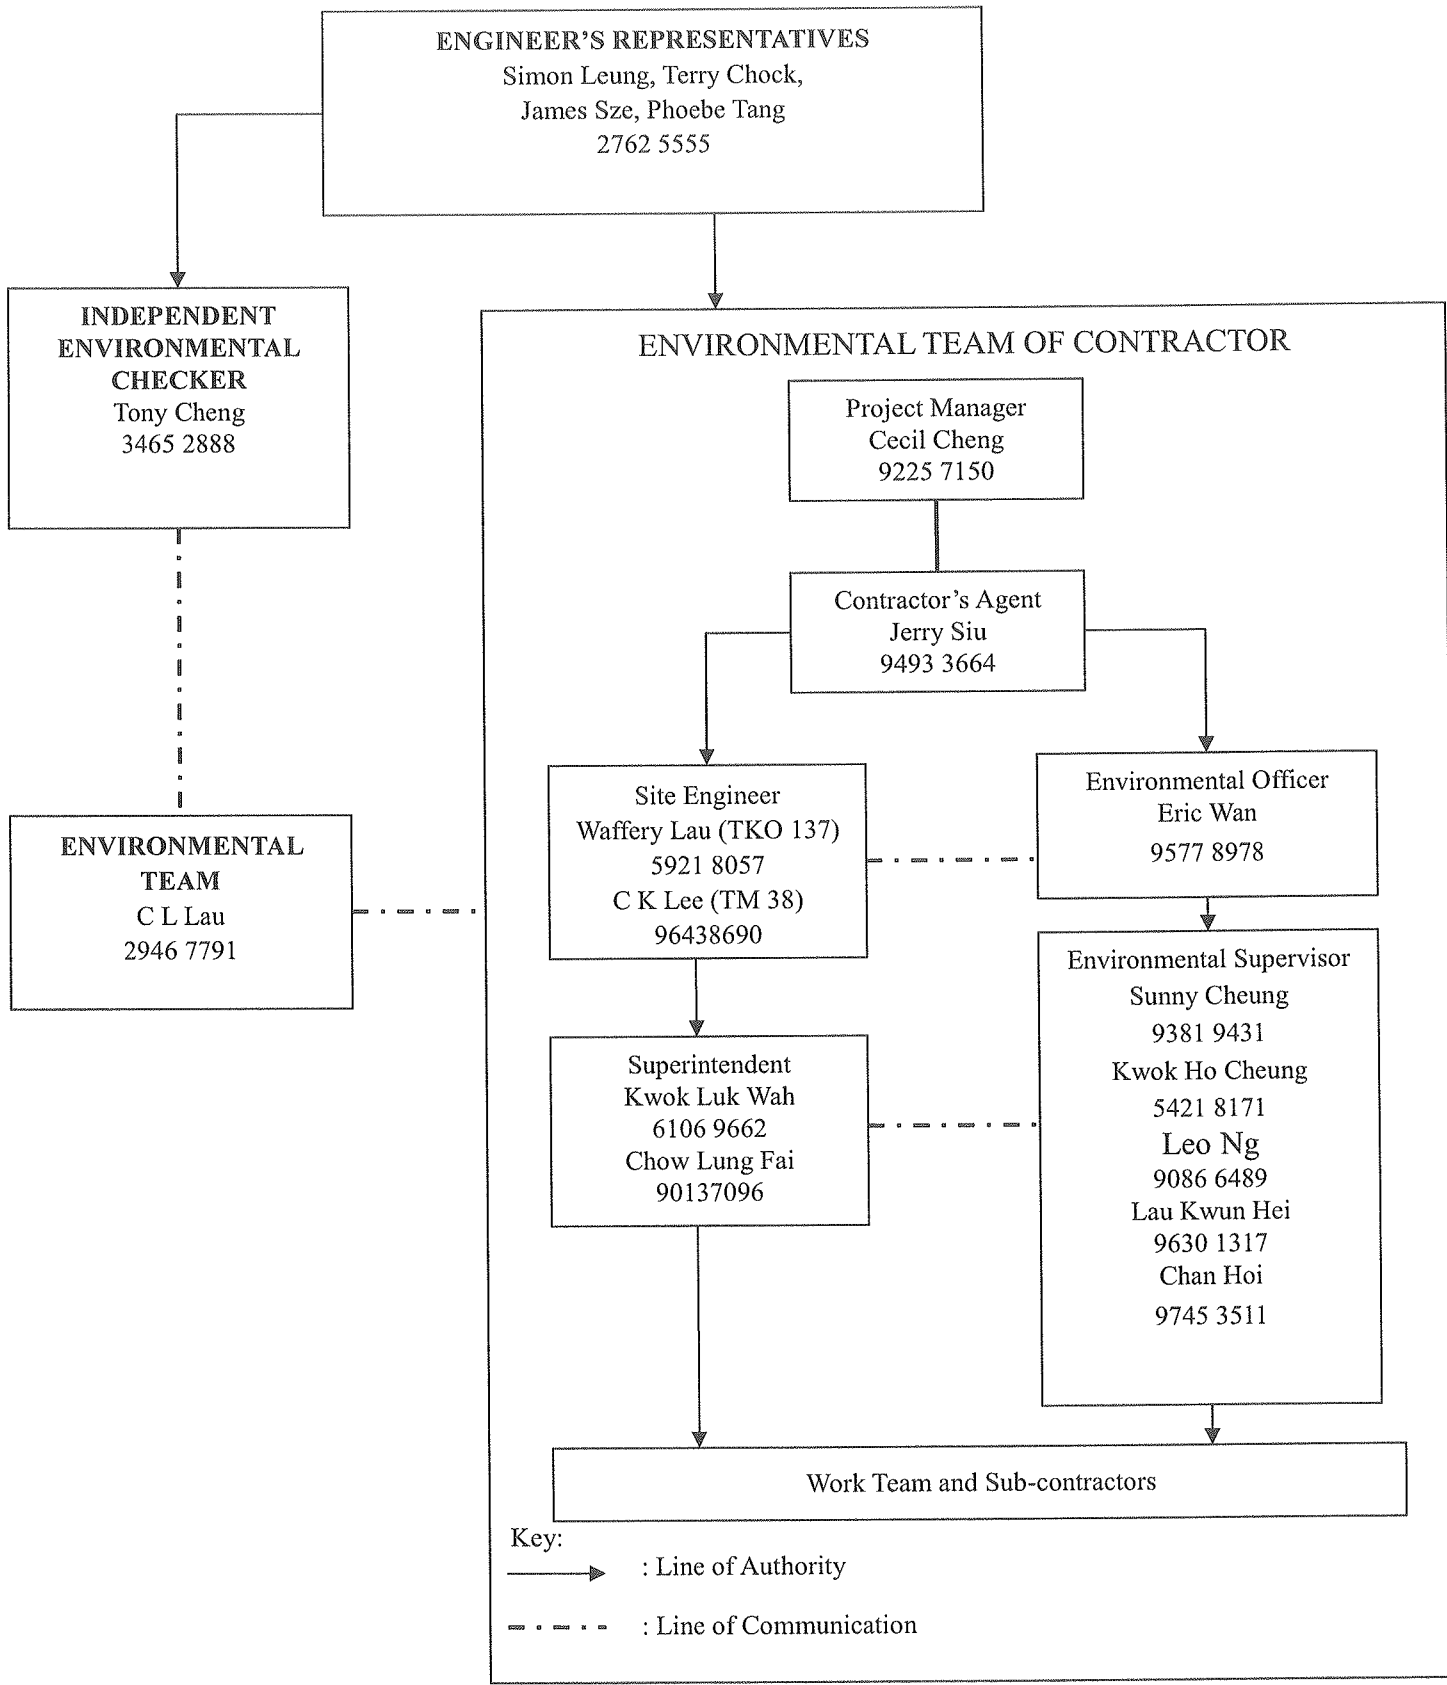 ENGINEER'S REPRESENTATIVES
Simon Leung, Terry Chock,
James Sze, Phoebe Tang
2762 5555
INDEPENDENT
ENVIRONMENTAL
CHECKER
Tony Cheng
3465 2888
ENVIRONMENTAL
TEAM
C L Lau
2946 7791
ENVIRONMENTAL TEAM OF CONTRACTOR
Project Manager
Cecil Cheng
9225 7150
Contractor's Agent
Jerry Siu
9493 3664
Site Engineer
Waffery Lau (TKO 137)
5921 8057
C K Lee (TM 38)
96438690
Environmental Officer
Eric Wan
9577 8978
Superintendent
Kwok Luk Wah
6106 9662
Chow Lung Fai
90137096
Environmental Supervisor
Sunny Cheung
9381 9431
Kwok Ho Cheung
5421 8171
Leo Ng
9086 6489
Lau Kwun Hei
9630 1317
Chan Hoi
9745 3511
Work Team and Sub-contractors
Key:
: Line of Authority
: Line of Communication